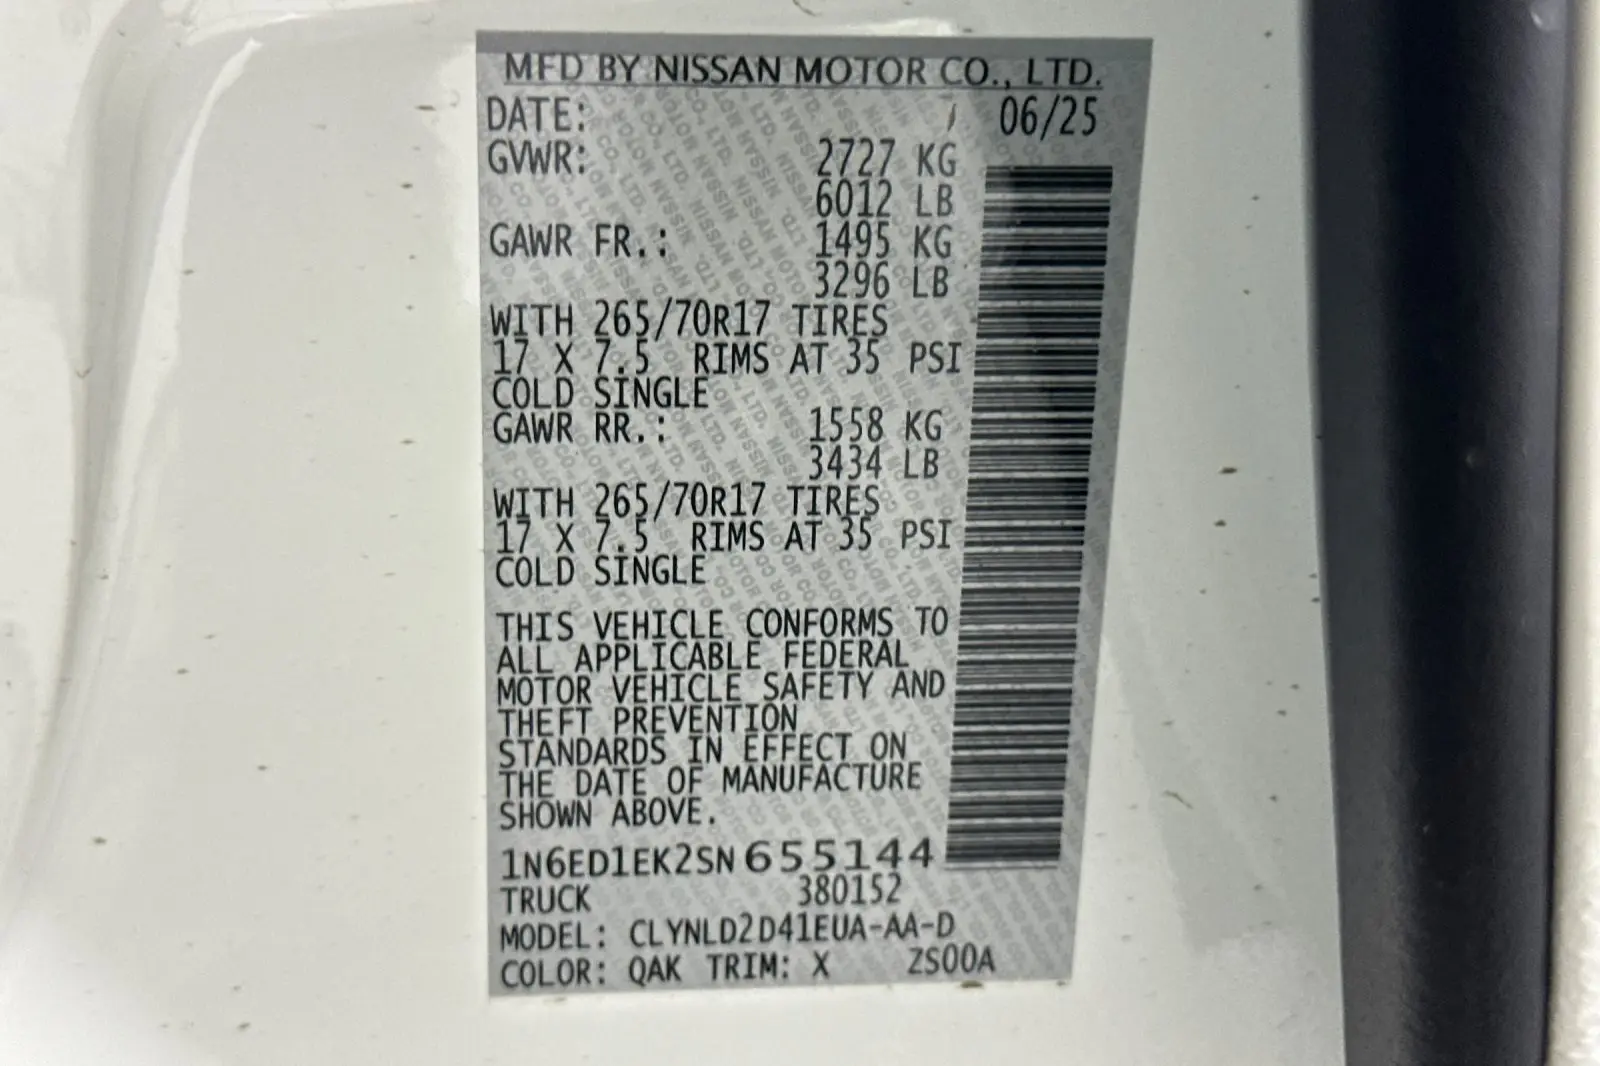 MFD BY NISSAN MOTOR CO., LTD.
DATE: 06/25
GVWR: 2727 KG
6012 LB
GAWR FR.: 1495 KG
3296 LB
WITH 265/70R17 TIRES
17 X 7.5 RIMS AT 35 PSI
COLD SINGLE
GAWR RR.: 1558 KG
3434 LB
WITH 265/70R17 TIRES
17 X 7.5 RIMS AT 35 PSI
COLD SINGLE
THIS VEHICLE CONFORMS TO
ALL APPLICABLE FEDERAL
MOTOR VEHICLE SAFETY AND
THEFT PREVENTION
STANDARDS IN EFFECT ON
THE DATE OF MANUFACTURE
SHOWN ABOVE.
1N6ED1EK2SN655144
TRUCK 380152
MODEL: CLYNLD2D41EUA-AA-D
COLOR: QAK TRIM: X ZS00A